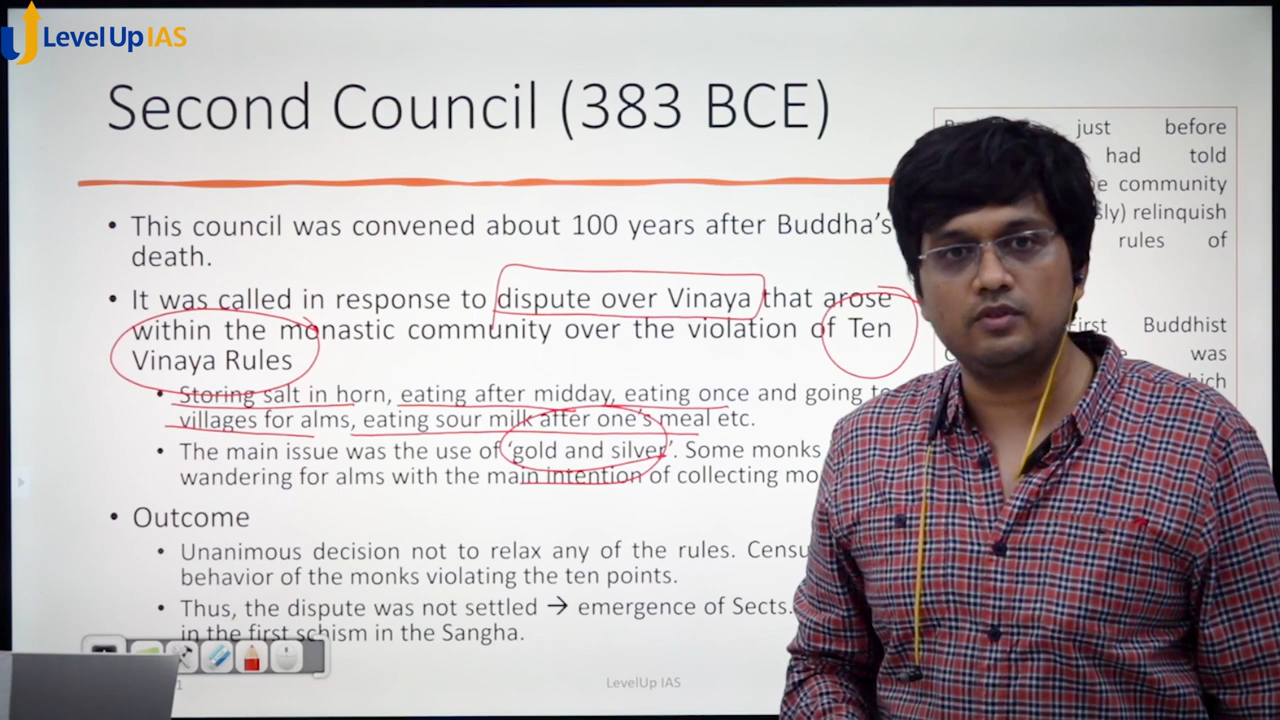 LevelUp IAS
Second Council (383 BCE)
• This council was convened about 100 years after Buddha's
death.
• It was called in response to dispute over Vinaya that arose
within the monastic community over the violation of Ten
Vinaya Rules
• Storing salt in horn, eating after midday, eating once and going to
villages for alms, eating sour milk after one's meal etc.
• The main issue was the use of 'gold and silver'. Some monks
wandering for alms with the main intention of collecting
• Outcome
• Unanimous decision not to relax any of the rules.
behavior of the monks violating the ten points.
• Thus, the dispute was not settled → emergence of Sects.
in the first schism in the Sangha.
just before
had told
community
relinquish
rules of
First Buddhist
was
1
LevelUp IAS